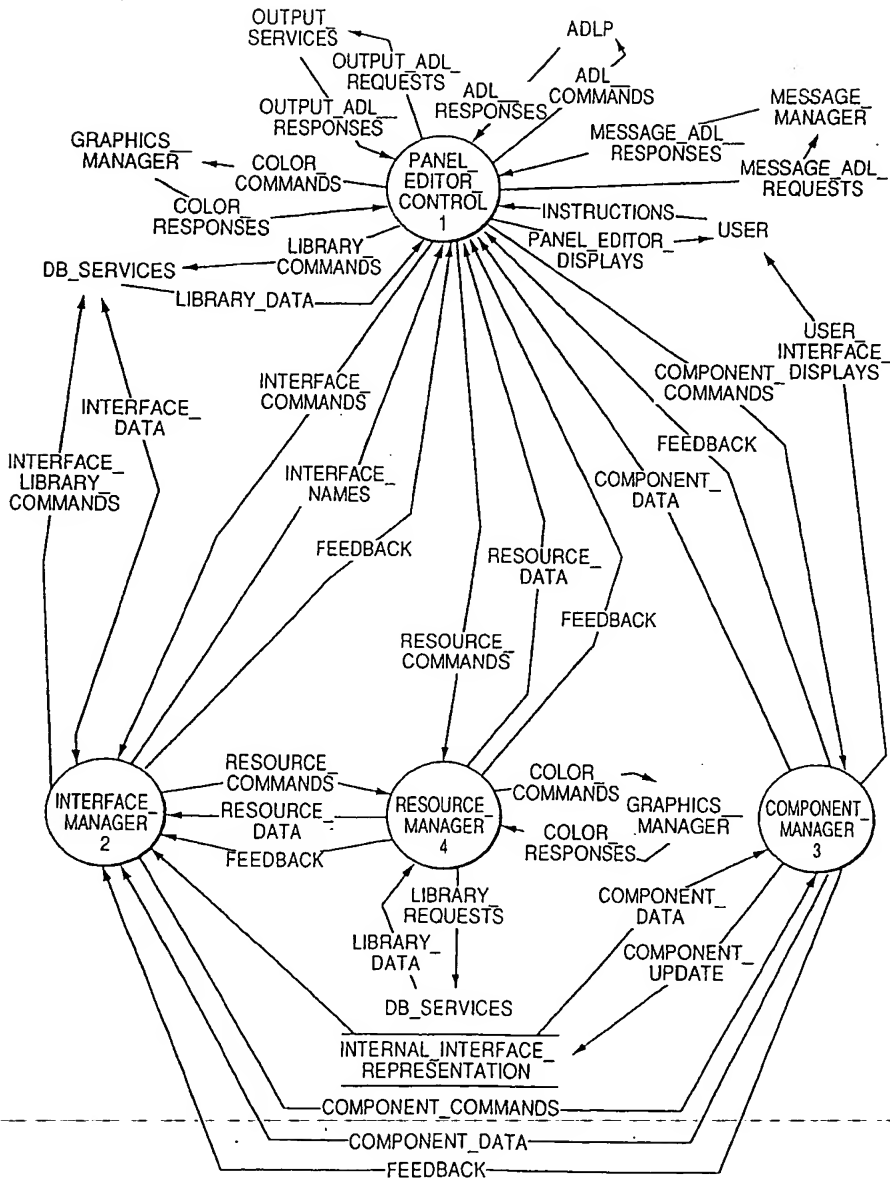 OUTPUT_
SERVICES
OUTPUT_ADL_
REQUESTS
OUTPUT_ADL_
RESPONSES
ADLP
ADL_
COMMANDS
ADL_
RESPONSES
MESSAGE_
MANAGER
MESSAGE_ADL_
RESPONSES
MESSAGE_ADL_
REQUESTS
GRAPHICS_
MANAGER
COLOR_
COMMANDS
COLOR_
RESPONSES
PANEL_
EDITOR_
CONTROL
1
INSTRUCTIONS
USER
PANEL_EDITOR_
DISPLAYS
LIBRARY_
COMMANDS
DB_SERVICES
LIBRARY_DATA
USER_
INTERFACE_
DISPLAYS
COMPONENT_
COMMANDS
INTERFACE_
COMMANDS
INTERFACE_
DATA
FEEDBACK
INTERFACE_
LIBRARY_
COMMANDS
INTERFACE_
NAMES
COMPONENT_
DATA
FEEDBACK
RESOURCE_
DATA
FEEDBACK
RESOURCE_
COMMANDS
RESOURCE_
COMMANDS
COLOR_
COMMANDS
INTERFACE_
MANAGER
2
RESOURCE_
DATA
RESOURCE_
MANAGER
4
GRAPHICS_
MANAGER
COMPONENT_
MANAGER
3
FEEDBACK
COLOR_
RESPONSES
LIBRARY_
REQUESTS
LIBRARY_
DATA
COMPONENT_
DATA
COMPONENT_
UPDATE
DB_SERVICES
INTERNAL_INTERFACE_
REPRESENTATION
COMPONENT_COMMANDS
COMPONENT_DATA
FEEDBACK